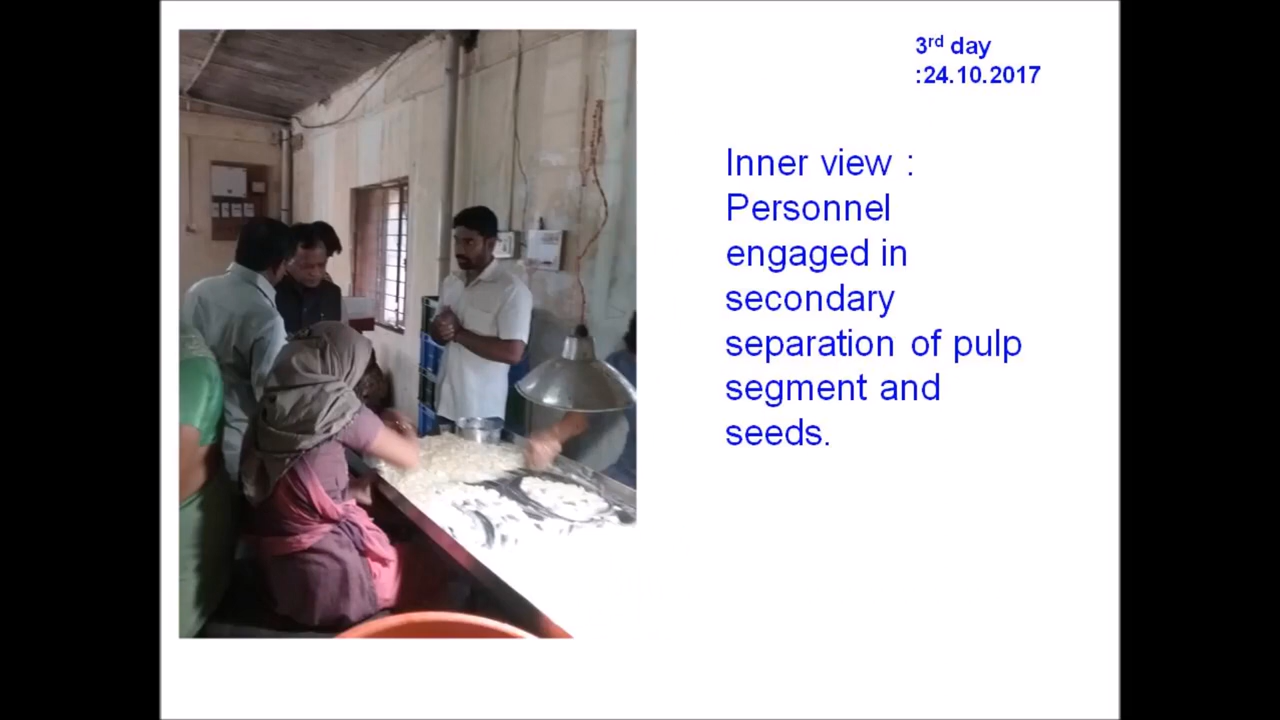 3rd day
:24.10.2017
Inner view :
Personnel
engaged in
secondary
separation of pulp
segment and
seeds.